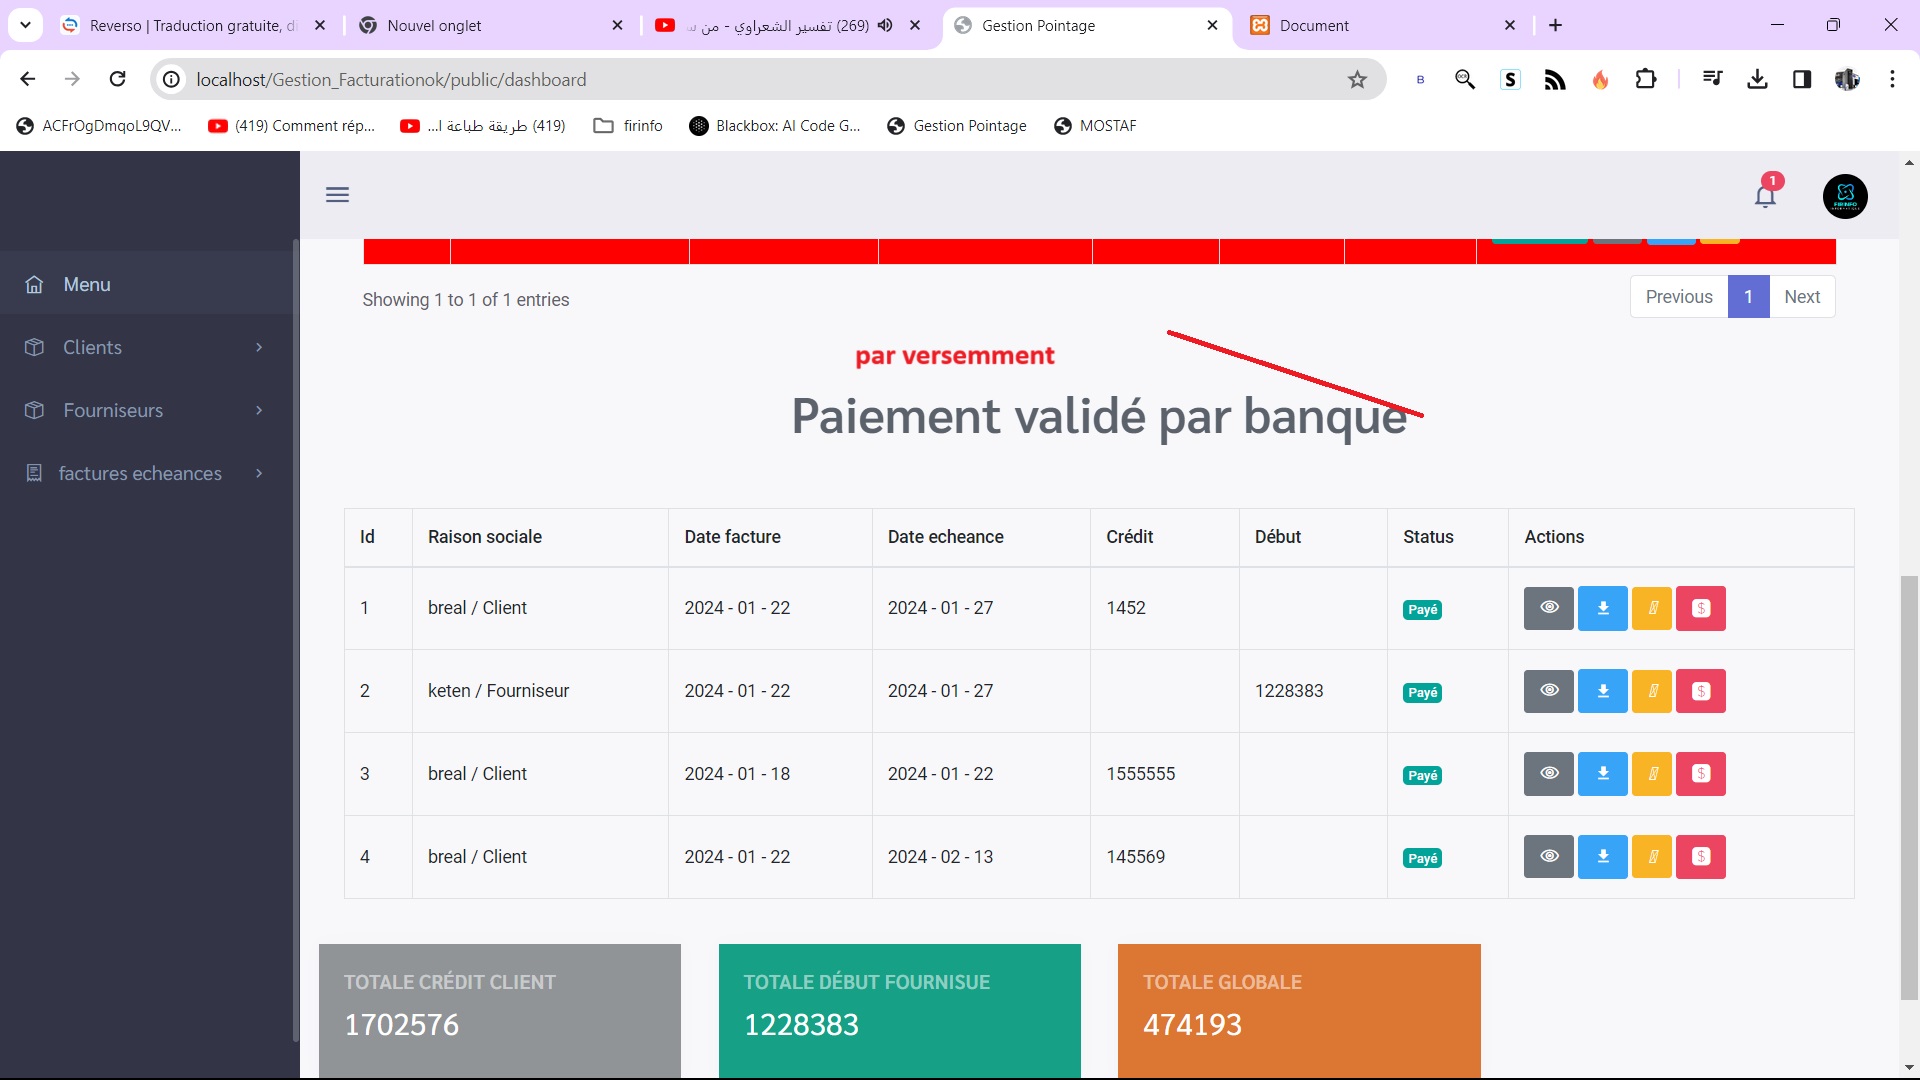 Reverso | Traduction gratuite, di
Nouvel onglet
(269) تفسير الشعراوي - من س
Gestion Pointage
Document
localhost/Gestion_Facturationok/public/dashboard
ACFrOgDmqoL9QV...
(419) Comment rép...
(419) طريقة طباعة ا...
firinfo
Blackbox: AI Code G...
Gestion Pointage
MOSTAF
1
Menu
Clients
Fourniseurs
factures echeances
Showing 1 to 1 of 1 entries
Previous 1 Next
par versemment
Paiement validé par banque
Id Raison sociale Date facture Date echeance Crédit Début Status Actions
1 breal / Client 2024 - 01 - 22 2024 - 01 - 27 1452 Payé
2 keten / Fourniseur 2024 - 01 - 22 2024 - 01 - 27 1228383 Payé
3 breal / Client 2024 - 01 - 18 2024 - 01 - 22 1555555 Payé
4 breal / Client 2024 - 01 - 22 2024 - 02 - 13 145569 Payé
TOTALE CRÉDIT CLIENT
1702576
TOTALE DÉBUT FOURNISUE
1228383
TOTALE GLOBALE
474193